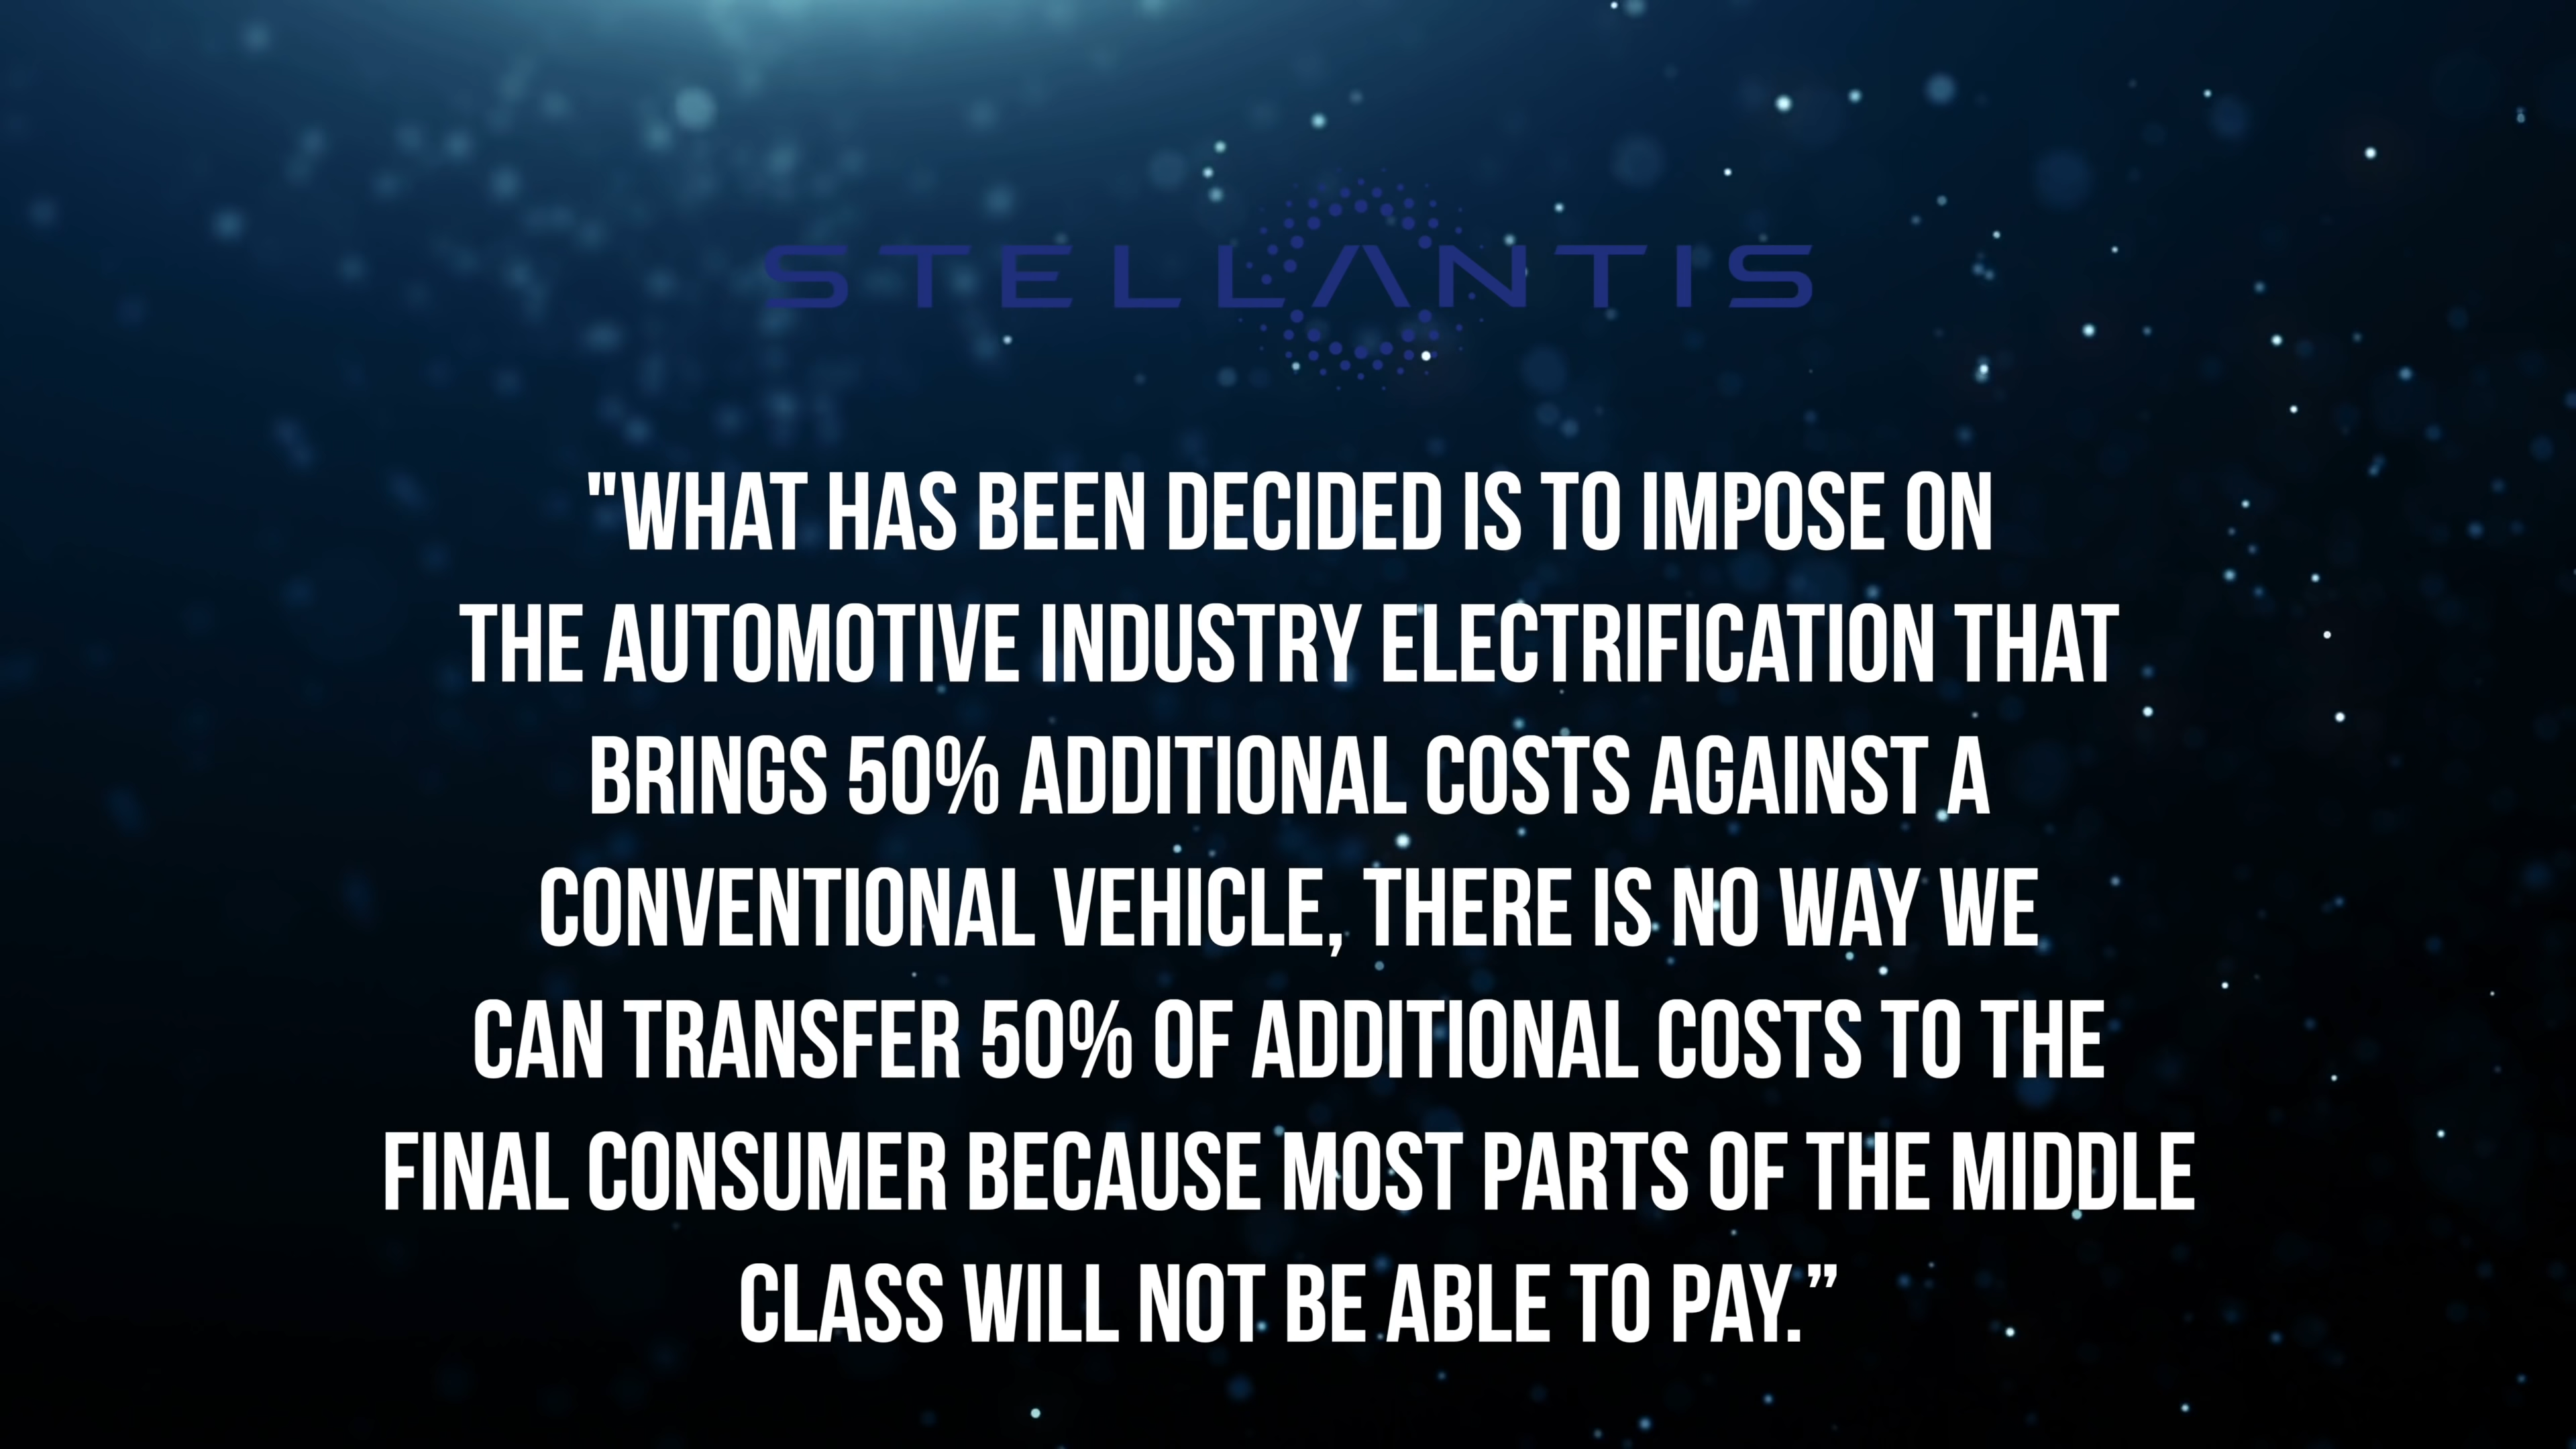 STELLANTIS
"WHAT HAS BEEN DECIDED IS TO IMPOSE ON
THE AUTOMOTIVE INDUSTRY ELECTRIFICATION THAT
BRINGS 50% ADDITIONAL COSTS AGAINST A
CONVENTIONAL VEHICLE, THERE IS NO WAY WE
CAN TRANSFER 50% OF ADDITIONAL COSTS TO THE
FINAL CONSUMER BECAUSE MOST PARTS OF THE MIDDLE
CLASS WILL NOT BE ABLE TO PAY.”